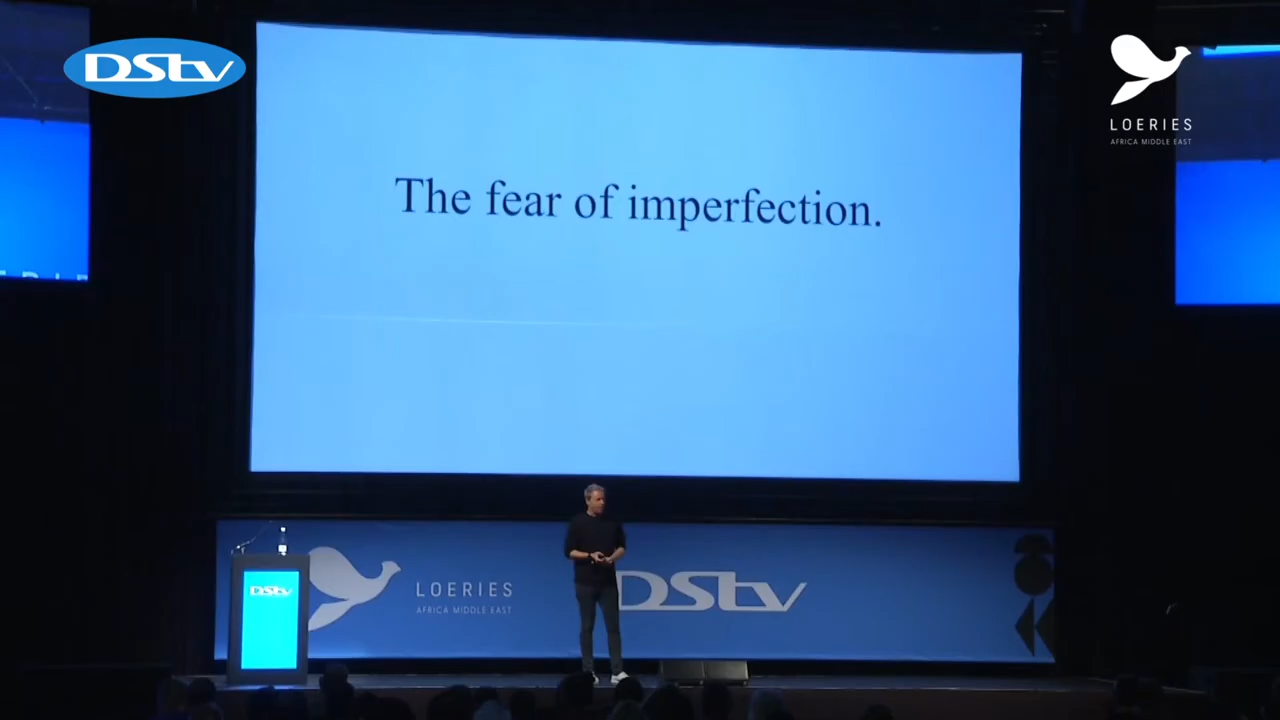 DStv
LOERIES
AFRICA MIDDLE EAST
The fear of imperfection.
DStv
LOERIES
AFRICA MIDDLE EAST
DStv